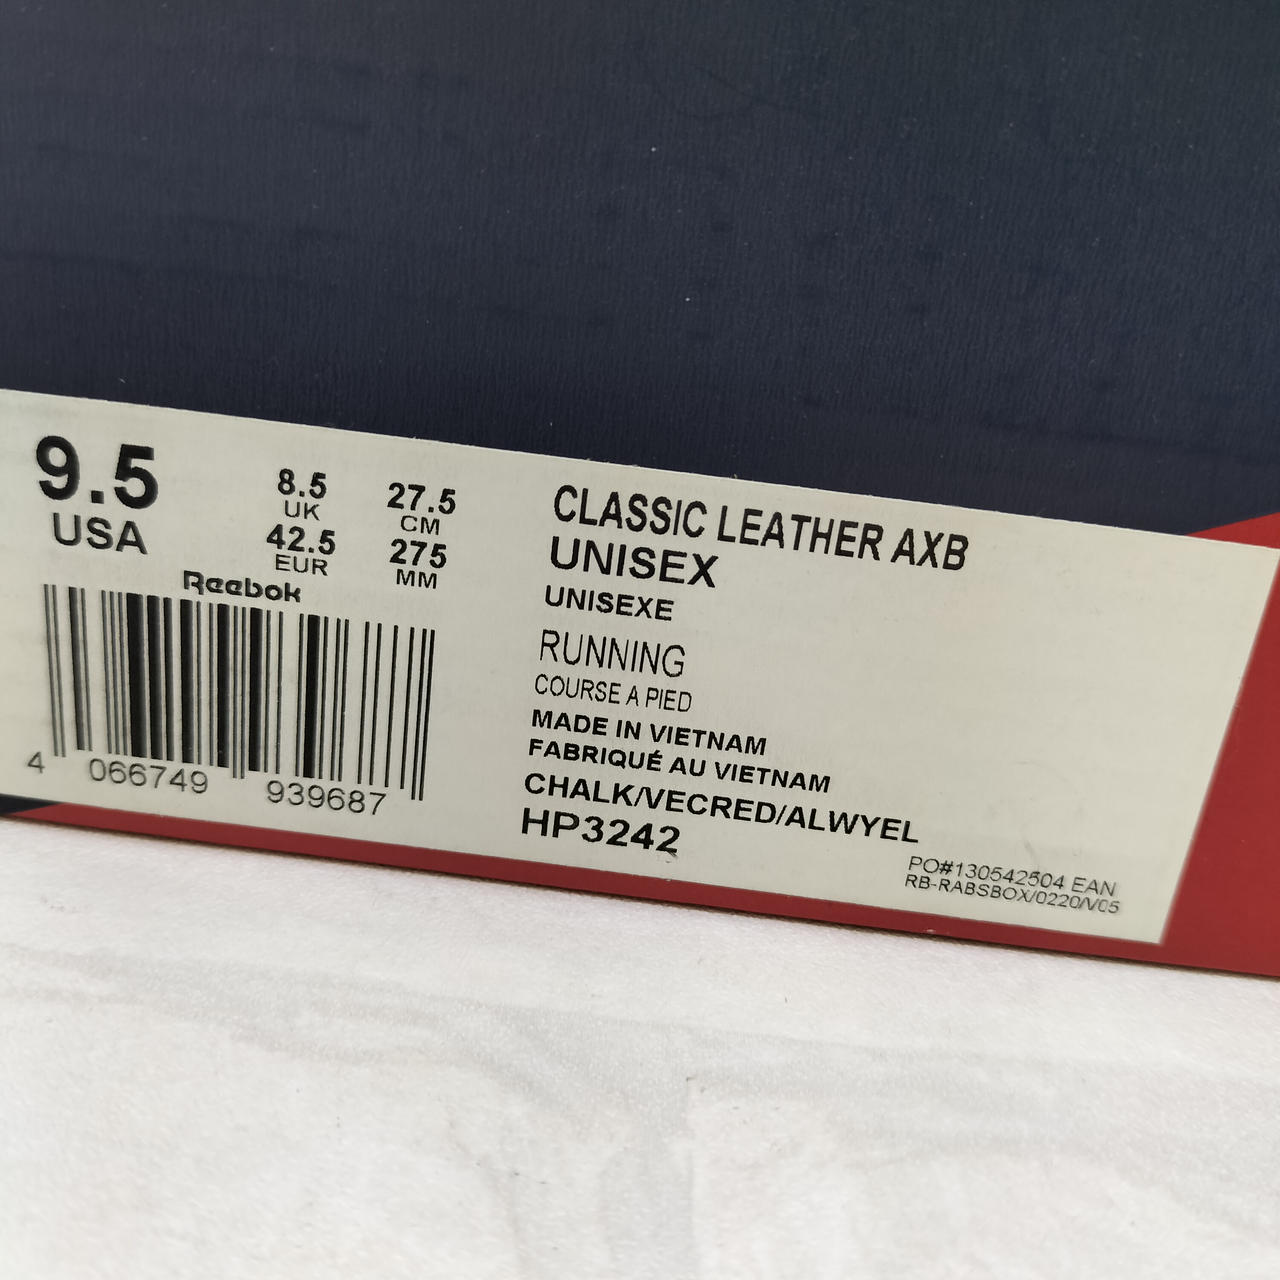 9.5
USA
8.5
UK
42.5
EUR
27.5
CM
275
MM
Reebok
4 066749 939687
CLASSIC LEATHER AXB
UNISEX
UNISEXE
RUNNING
COURSE A PIED
MADE IN VIETNAM
FABRIQUÉ AU VIETNAM
CHALK/VECRED/ALWYEL
HP3242
PO#130542504 EAN
RB-RABSBOX/0220/V05